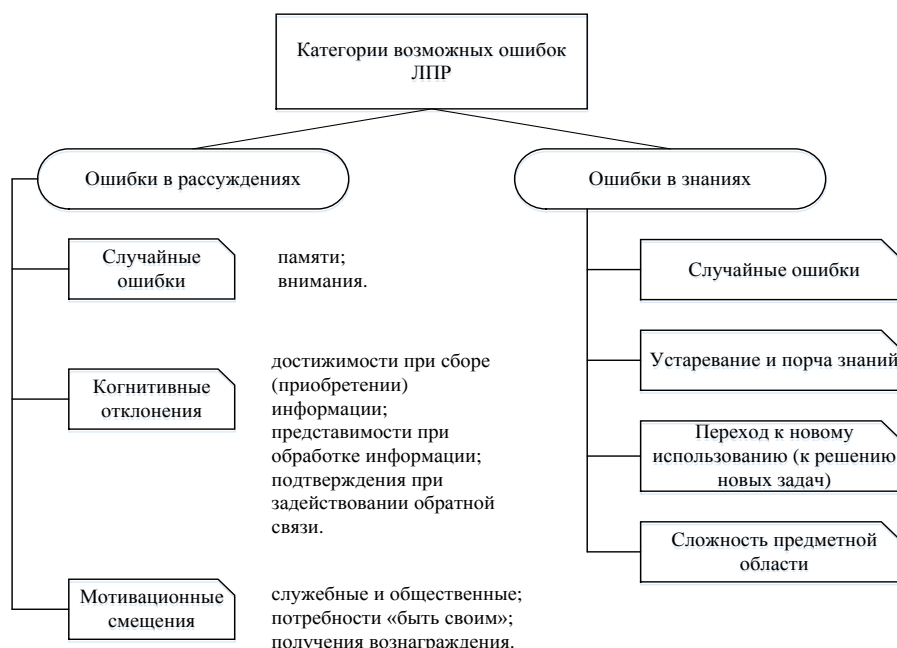 Категории возможных ошибок
ЛПР
Ошибки в рассуждениях
Случайные
ошибки
памяти;
внимания.
Когнитивные
отклонения
достижимости при сборе
(приобретении)
информации;
представимости при
обработке информации;
подтверждения при
задействовании обратной
связи.
Мотивационные
смещения
служебные и общественные;
потребности «быть своим»;
получения вознаграждения.
Ошибки в знаниях
Случайные ошибки
Устаревание и порча знаний
Переход к новому
использованию (к решению
новых задач)
Сложность предметной
области